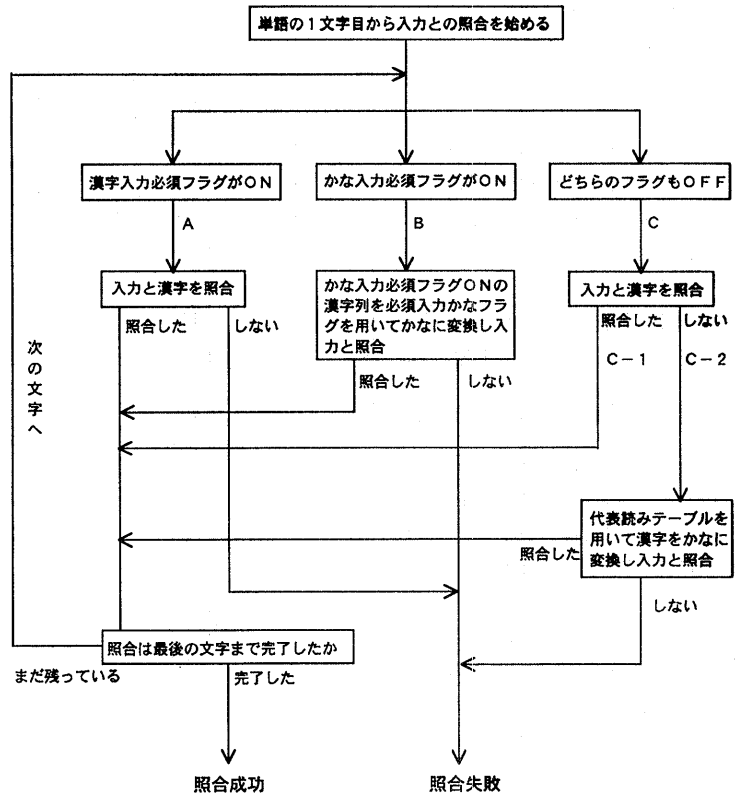 単語の１文字目から入力との照合を始める
漢字入力必須フラグがＯＮ
かな入力必須フラグがＯＮ
どちらのフラグもＯＦＦ
A
B
C
入力と漢字を照合
かな入力必須フラグＯＮの
漢字列を必須入力かなフラ
グを用いてかなに変換し入
力と照合
入力と漢字を照合
照合した
しない
照合した
しない
C－1
C－2
次の文字へ
照合した
しない
代表読みテーブルを
用いて漢字をかなに
変換し入力と照合
照合した
しない
照合は最後の文字まで完了したか
まだ残っている
完了した
照合成功
照合失敗